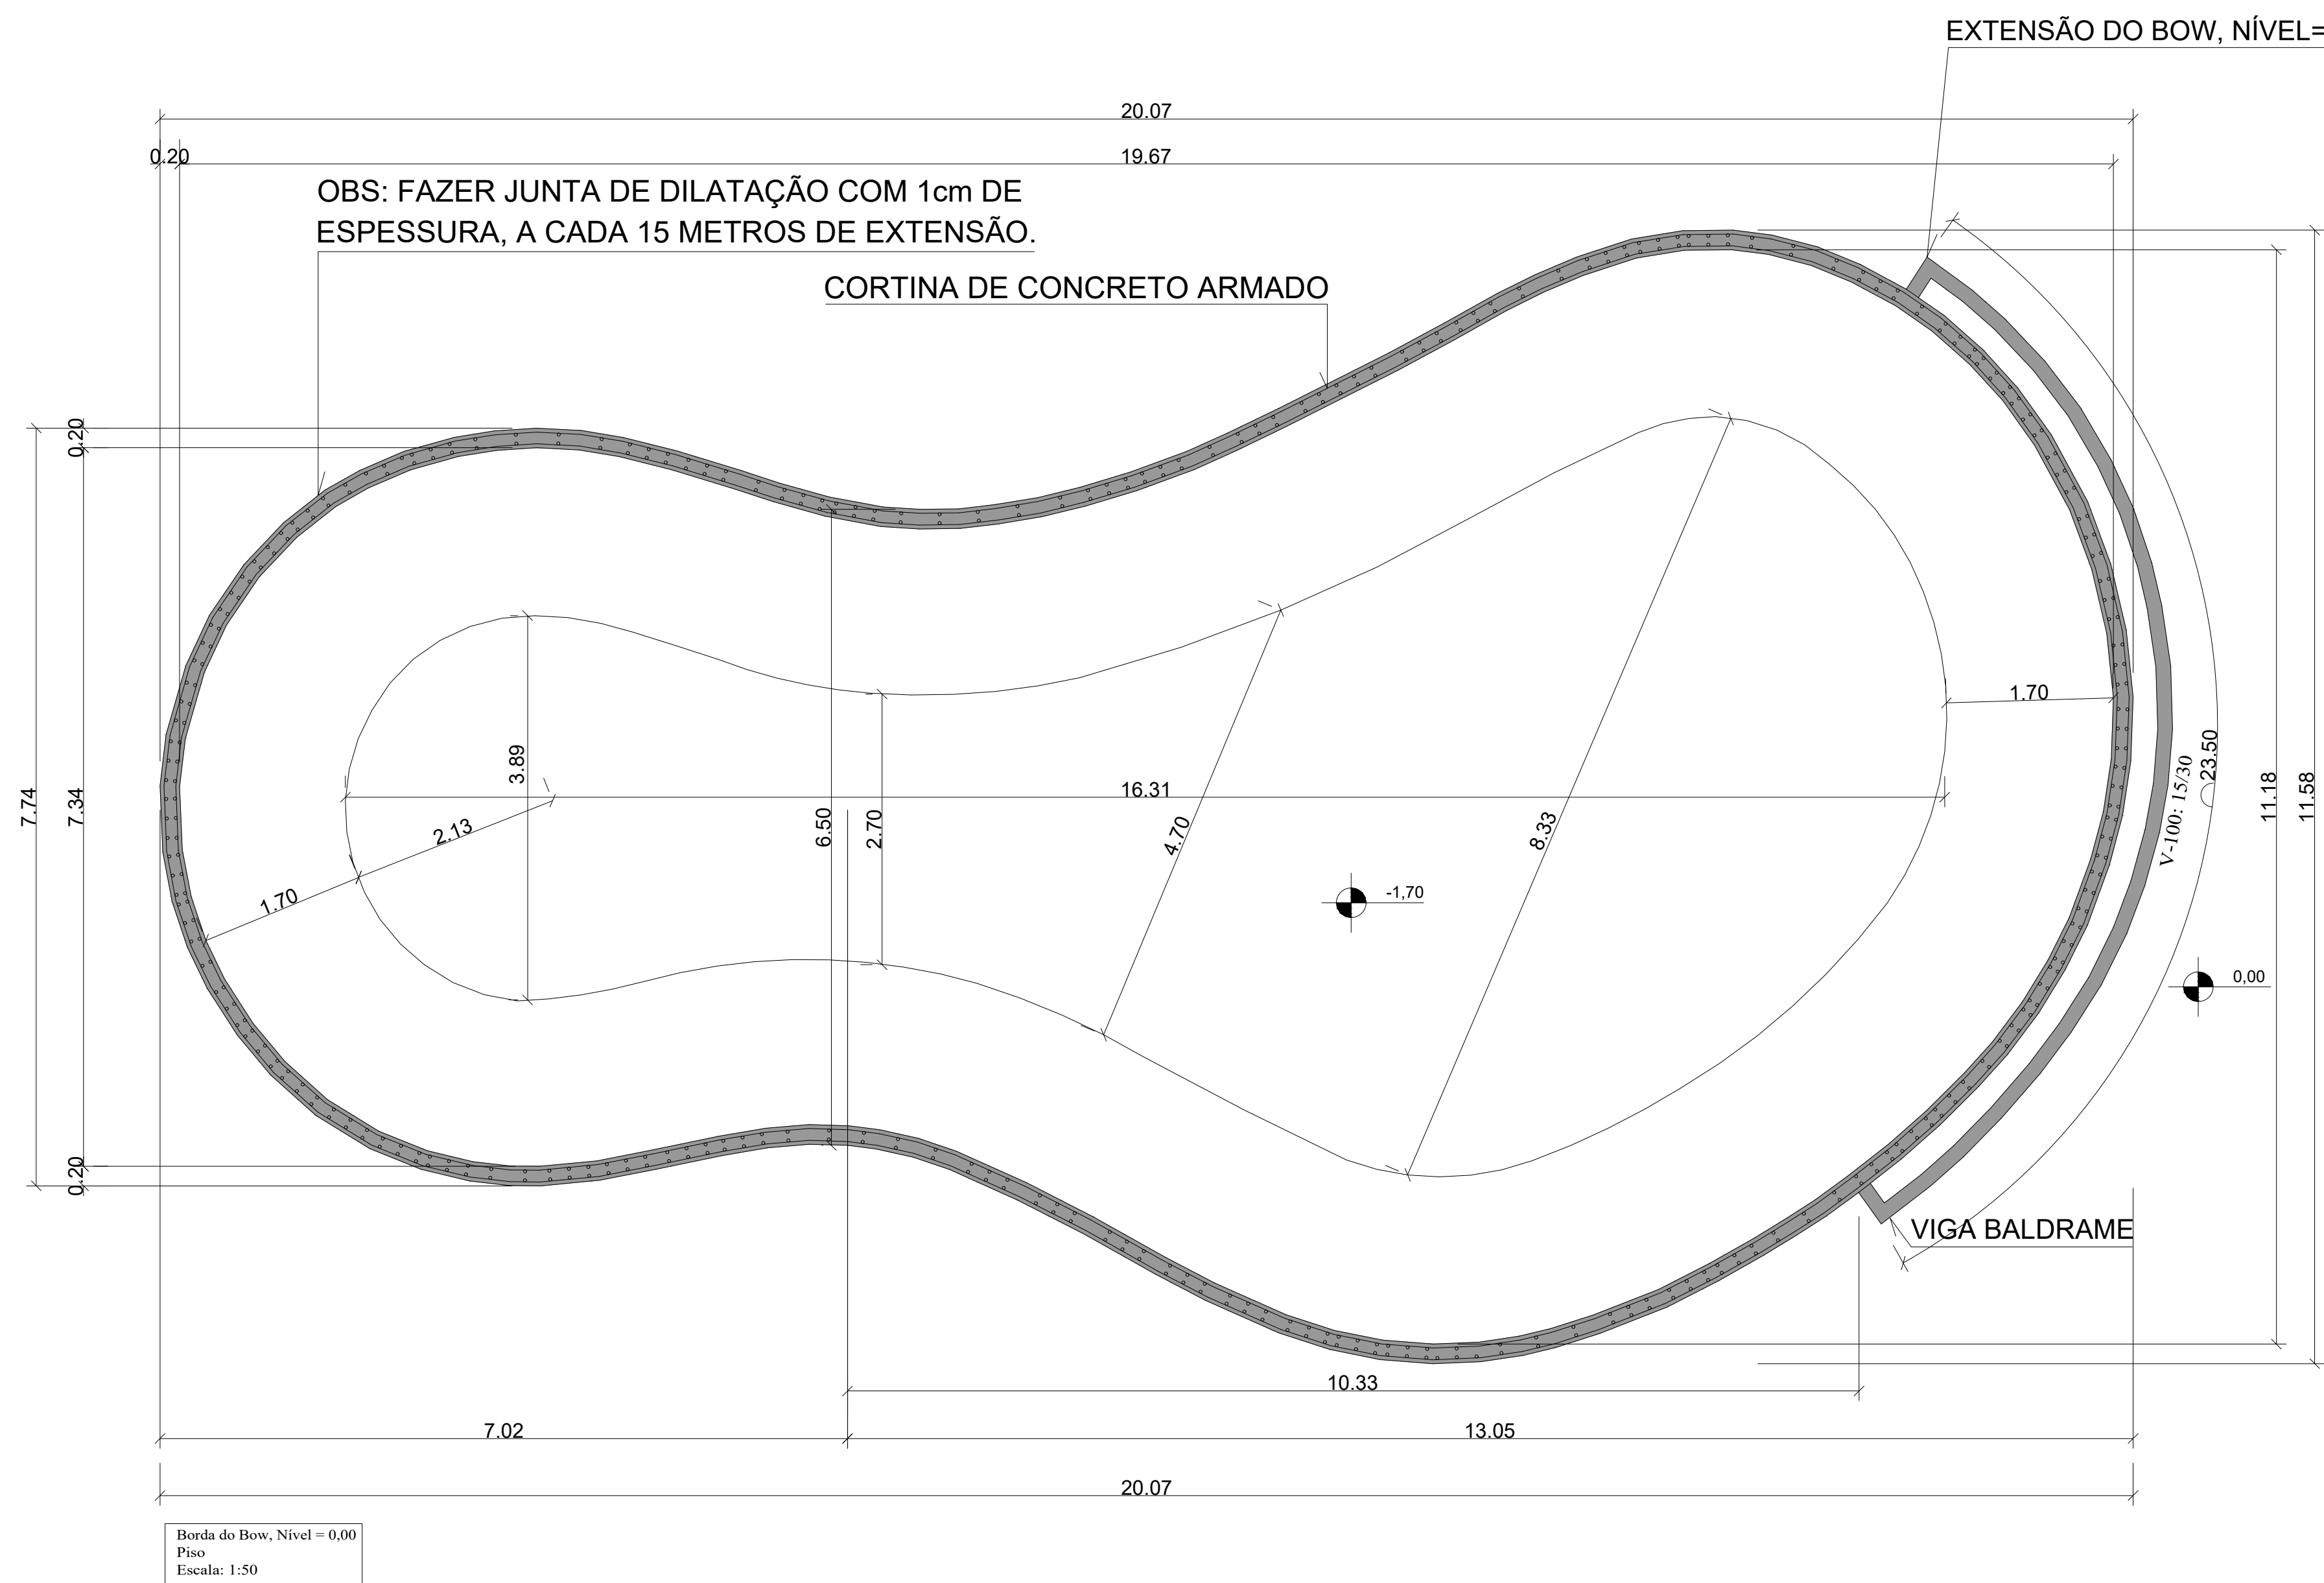 EXTENSÃO DO BOW, NÍVEL=
20.07
0.20
19.67
OBS: FAZER JUNTA DE DILATAÇÃO COM 1cm DE
ESPESSURA, A CADA 15 METROS DE EXTENSÃO.
CORTINA DE CONCRETO ARMADO
0.20
7.74
7.34
0.20
3.89
2.13
1.70
16.31
6.50
2.70
4.70
8.33
1.70
-1,70
V-100: 15/30
23.50
11.18
11.58
0,00
VIGA BALDRAME
10.33
7.02
13.05
20.07
Borda do Bow, Nível = 0,00
Piso
Escala: 1:50